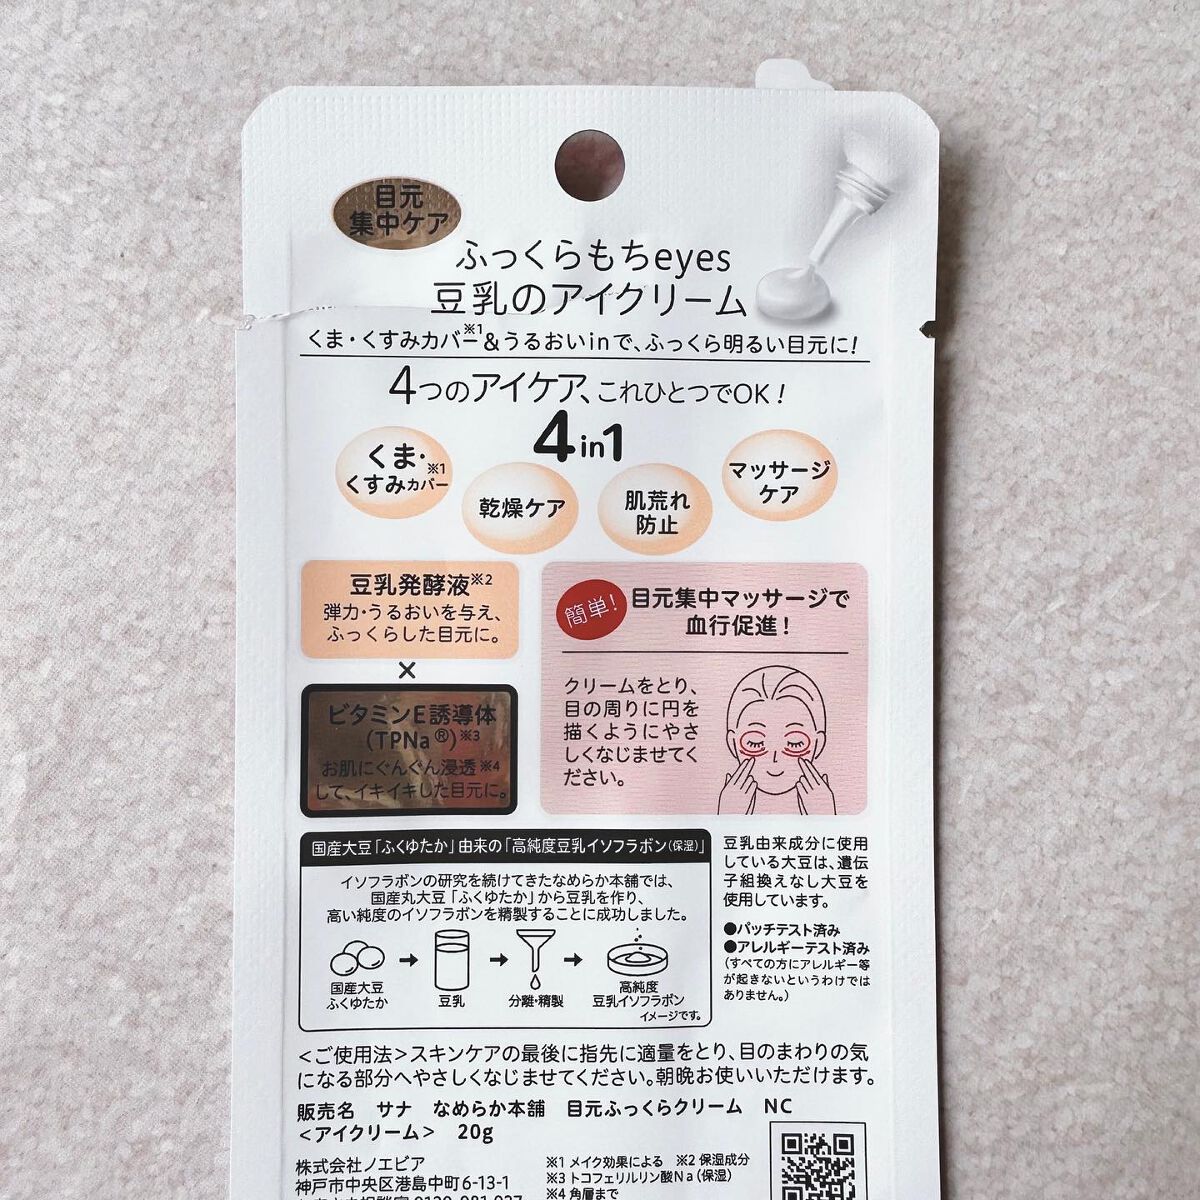 目元
集中ケア
ふっくらもちeyes
豆乳のアイクリーム
くま・くすみカバー※1&うるおいinで、ふっくら明るい目元に!
4つのアイケア、これひとつでOK!
4in1
くま・
くすみカバー※1
乾燥ケア
肌荒れ
防止
マッサージ
ケア
豆乳発酵液※2
弾力・うるおいを与え、
ふっくらした目元に。
×
ビタミンE誘導体
(TPNa®)※3
お肌にぐんぐん浸透※4
して、イキイキした目元に。
簡単!
目元集中マッサージで
血行促進!
クリームをとり、
目の周りに円を
描くようにやさ
しくなじませてく
ださい。
国産大豆「ふくゆたか」由来の「高純度豆乳イソフラボン(保湿)」
イソフラボンの研究を続けてきたなめらか本舗では、
国産丸大豆「ふくゆたか」から豆乳を作り、
高い純度のイソフラボンを精製することに成功しました。
国産大豆
ふくゆたか
豆乳
分離・精製
高純度
豆乳イソフラボン
イメージです。
豆乳由来成分に使用
している大豆は、遺伝
子組換えなし大豆を
使用しています。
●パッチテスト済み
●アレルギーテスト済み
(すべての方にアレルギー等
が起きないというわけでは
ありません。)
<ご使用法>スキンケアの最後に指先に適量をとり、目のまわりの気
になる部分へやさしくなじませてください。朝晩お使いいただけます。
販売名 サナ なめらか本舗 目元ふっくらクリーム NC
<アイクリーム> 20g
株式会社ノエビア
神戸市中央区港島中町6-13-1
※1 メイク効果による ※2 保湿成分
※3 トコフェリルリン酸Na(保湿)
※4 角層まで